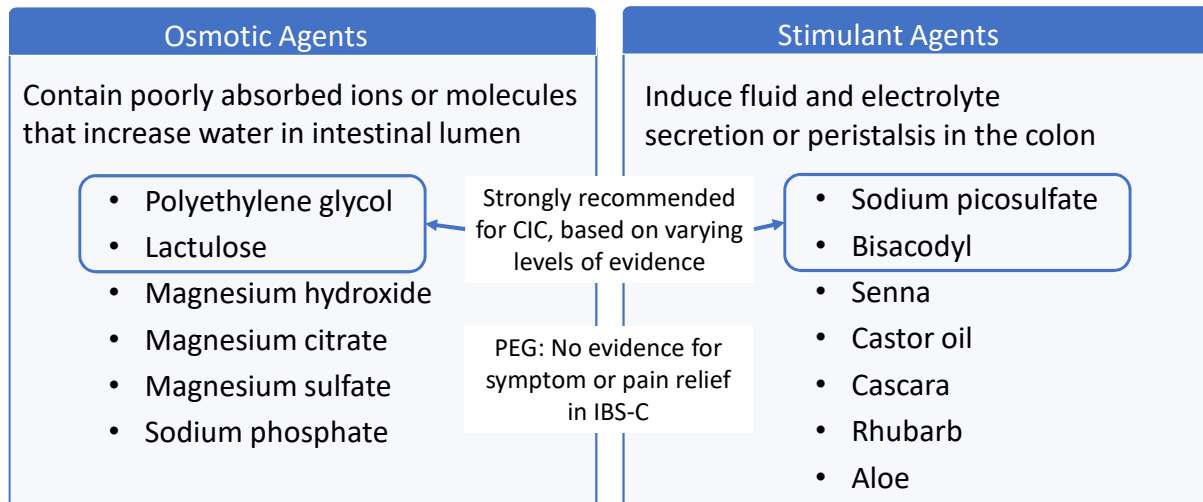 Osmotic Agents
Contain poorly absorbed ions or molecules
that increase water in intestinal lumen
• Polyethylene glycol
• Lactulose
• Magnesium hydroxide
• Magnesium citrate
• Magnesium sulfate
• Sodium phosphate
Strongly recommended
for CIC, based on varying
levels of evidence
PEG: No evidence for
symptom or pain relief
in IBS-C
Stimulant Agents
Induce fluid and electrolyte
secretion or peristalsis in the colon
• Sodium picosulfate
• Bisacodyl
• Senna
• Castor oil
• Cascara
• Rhubarb
• Aloe